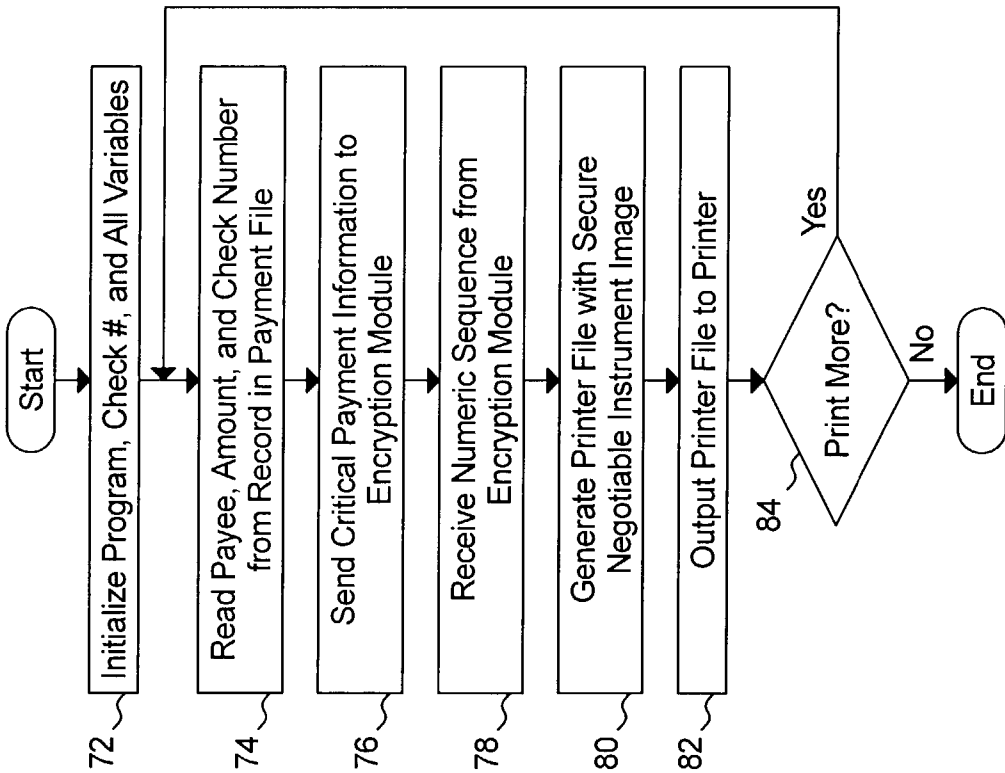 Start
72
Initialize Program, Check #, and All Variables
74
Read Payee, Amount, and Check Number
from Record in Payment File
76
Send Critical Payment Information to
Encryption Module
78
Receive Numeric Sequence from
Encryption Module
80
Generate Printer File with Secure
Negotiable Instrument Image
82
Output Printer File to Printer
84
Print More?
Yes
No
End